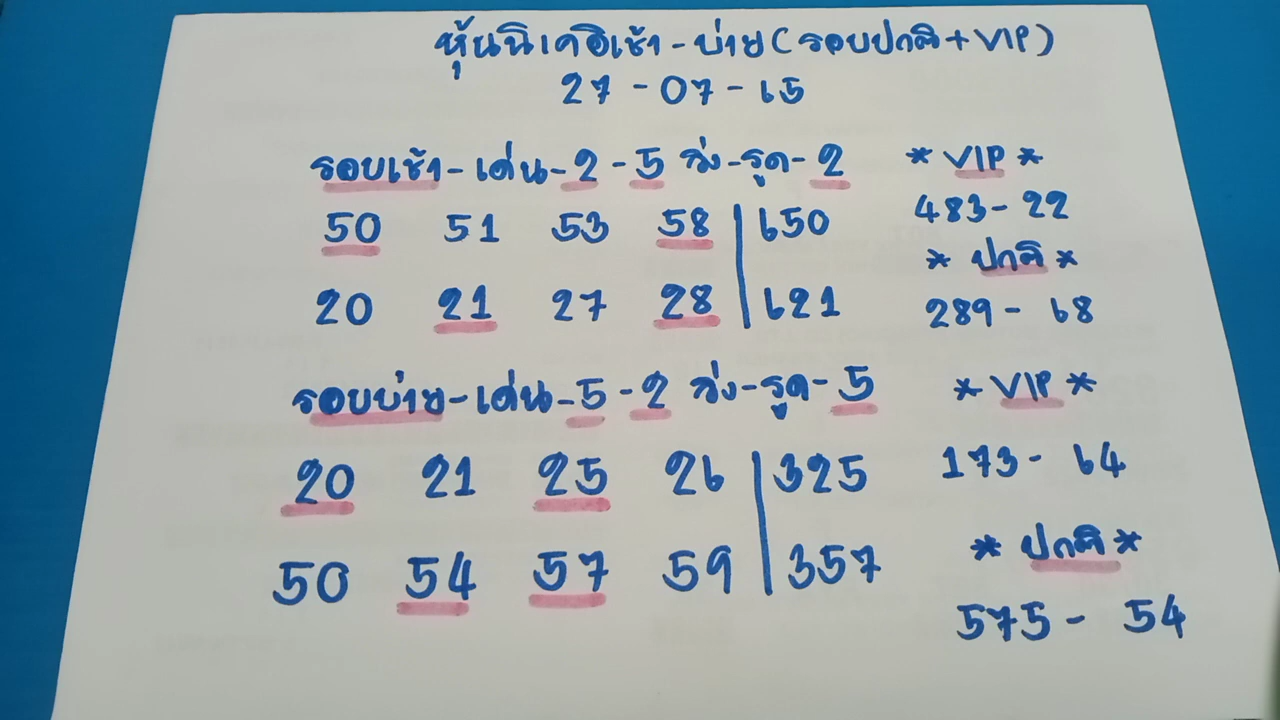 หุ้นนิเคอิเช้า-บ่าย(รอบปกติ+VIP)
27-07-65
รอบเช้า-เด่น-2-5 วิ่ง-รูด-2
50 51 53 58 650
20 21 27 28 621
*VIP*
483-22
*ปกติ*
289-68
รอบบ่าย-เด่น-5-2 วิ่ง-รูด-5
20 21 25 26 325
50 54 57 59 357
*VIP*
173-64
*ปกติ*
575-54